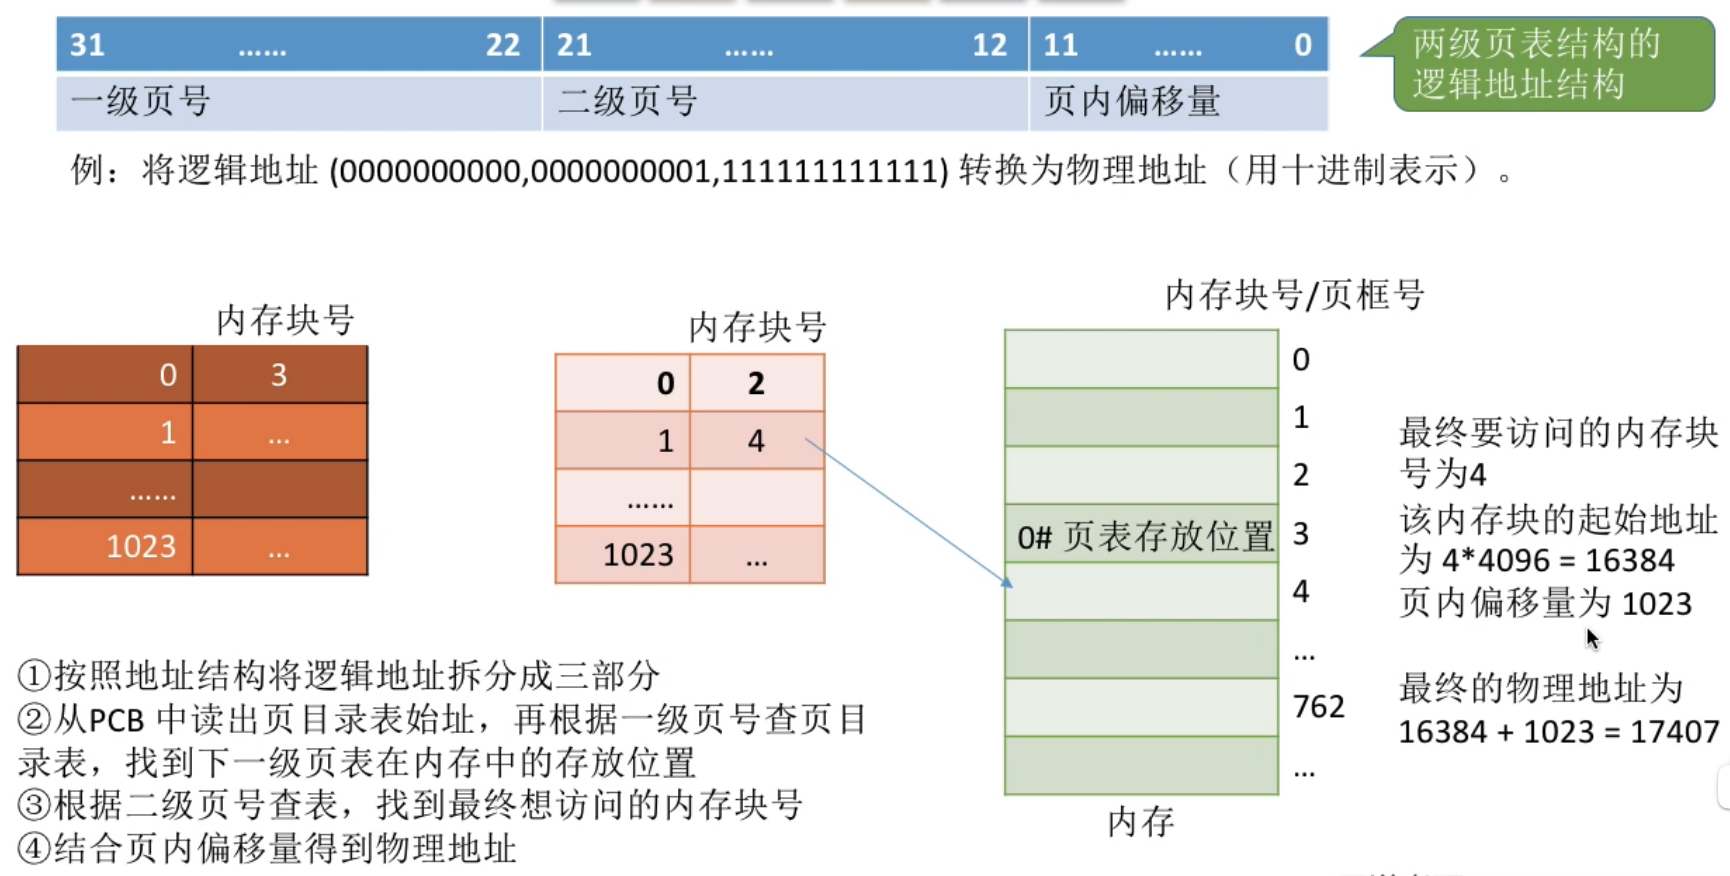 31 …… 22 21 …… 12 11 …… 0
一级页号 二级页号 页内偏移量
两级页表结构的
逻辑地址结构
例：将逻辑地址 (0000000000,0000000001,111111111111) 转换为物理地址（用十进制表示）。
内存块号
0 3
1 ...
……
1023 ...
内存块号
0 2
1 4
……
1023 ...
内存块号/页框号
0
1
2
0# 页表存放位置 3
4
...
762
...
内存
最终要访问的内存块
号为4
该内存块的起始地址
为 4*4096 = 16384
页内偏移量为 1023
最终的物理地址为
16384 + 1023 = 17407
①按照地址结构将逻辑地址拆分成三部分
②从PCB 中读出页目录表始址，再根据一级页号查页目
录表，找到下一级页表在内存中的存放位置
③根据二级页号查表，找到最终想访问的内存块号
④结合页内偏移量得到物理地址